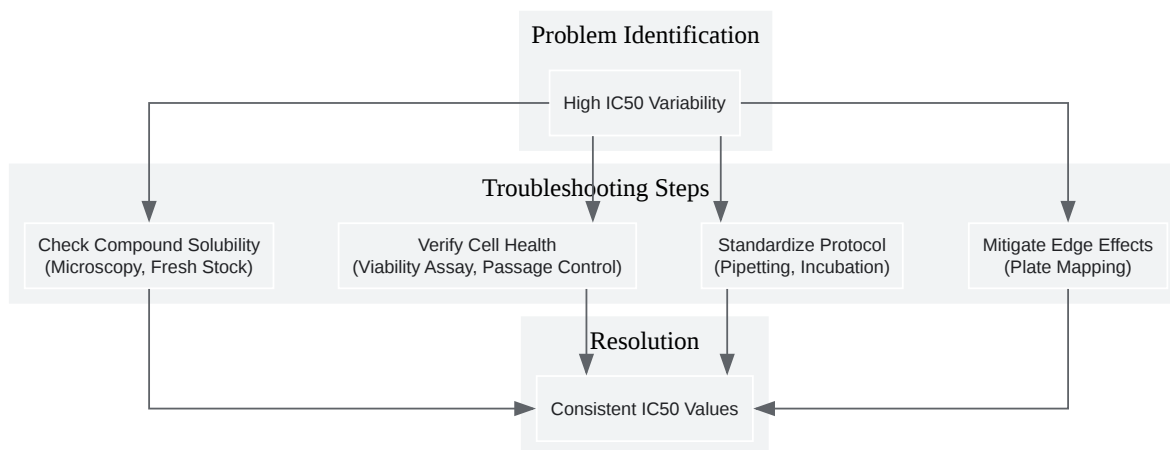 Problem Identification
High IC50 Variability
Troubleshooting Steps
Check Compound Solubility
(Microscopy, Fresh Stock)
Verify Cell Health
(Viability Assay, Passage Control)
Standardize Protocol
(Pipetting, Incubation)
Mitigate Edge Effects
(Plate Mapping)
Resolution
Consistent IC50 Values